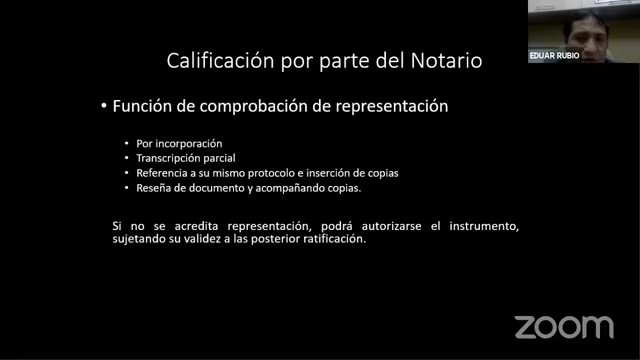 EDUAR RUBIO
Calificación por parte del Notario
• Función de comprobación de representación
• Por incorporación
• Transcripción parcial
• Referencia a su mismo protocolo e inserción de copias
• Reseña de documento y acompañando copias.
Si no se acredita representación, podrá autorizarse el instrumento,
sujetando su validez a las posterior ratificación.
zoom